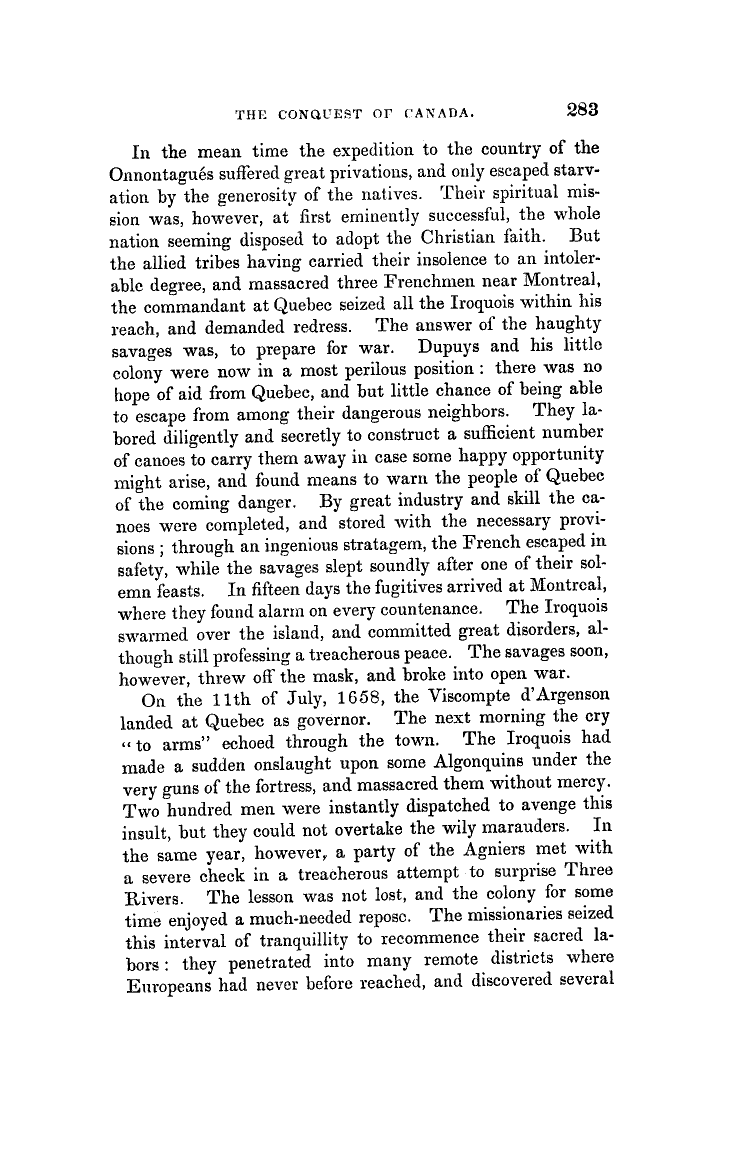 THE CONQUEST OF CANADA. 283
In the mean time the expedition to the country of the
Onnontagués suffered great privations, and only escaped starv-
ation by the generosity of the natives. Their spiritual mis-
sion was, however, at first eminently successful, the whole
nation seeming disposed to adopt the Christian faith. But
the allied tribes having carried their insolence to an intoler-
able degree, and massacred three Frenchmen near Montreal,
the commandant at Quebec seized all the Iroquois within his
reach, and demanded redress. The answer of the haughty
savages was, to prepare for war. Dupuys and his little
colony were now in a most perilous position : there was no
hope of aid from Quebec, and but little chance of being able
to escape from among their dangerous neighbors. They la-
bored diligently and secretly to construct a sufficient number
of canoes to carry them away in case some happy opportunity
might arise, and found means to warn the people of Quebec
of the coming danger. By great industry and skill the ca-
noes were completed, and stored with the necessary provi-
sions ; through an ingenious stratagem, the French escaped in
safety, while the savages slept soundly after one of their sol-
emn feasts. In fifteen days the fugitives arrived at Montreal,
where they found alarm on every countenance. The Iroquois
swarmed over the island, and committed great disorders, al-
though still professing a treacherous peace. The savages soon,
however, threw off the mask, and broke into open war.
On the 11th of July, 1658, the Viscompte d'Argenson
landed at Quebec as governor. The next morning the cry
“ to arms” echoed through the town. The Iroquois had
made a sudden onslaught upon some Algonquins under the
very guns of the fortress, and massacred them without mercy.
Two hundred men were instantly dispatched to avenge this
insult, but they could not overtake the wily marauders. In
the same year, however, a party of the Agniers met with
a severe check in a treacherous attempt to surprise Three
Rivers. The lesson was not lost, and the colony for some
time enjoyed a much-needed repose. The missionaries seized
this interval of tranquillity to recommence their sacred la-
bors : they penetrated into many remote districts where
Europeans had never before reached, and discovered several